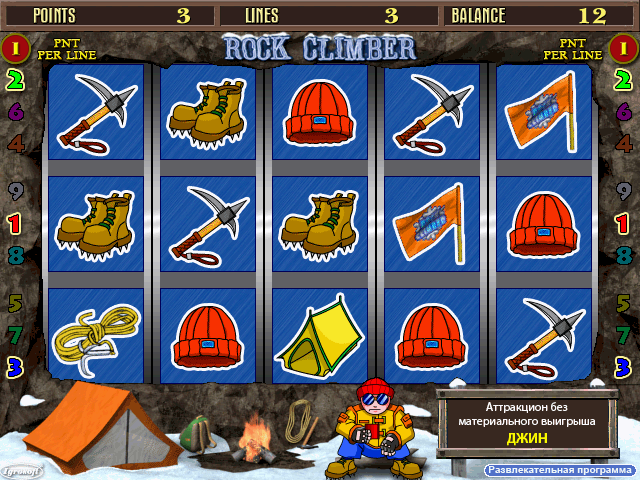 POINTS 3 LINES 3 BALANCE 12
1 PNT PER LINE ROCK CLIMBER PNT PER LINE 1
2 2
6 6
4 4
9 9
1 1
8 8
5 5
7 7
3 3
Аттракцион без
материального выигрыша
ДЖИН
Igrosoft Развлекательная программа